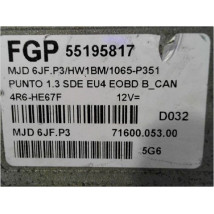 FGP 55195817
MJD 6JF.P3/HW1BM/1065-P351
PUNTO 1.3 SDE EU4 EOBD B_CAN
4R6-HE67F 12V=
D032
MJD 6JF.P3 71600.053.00
5G6